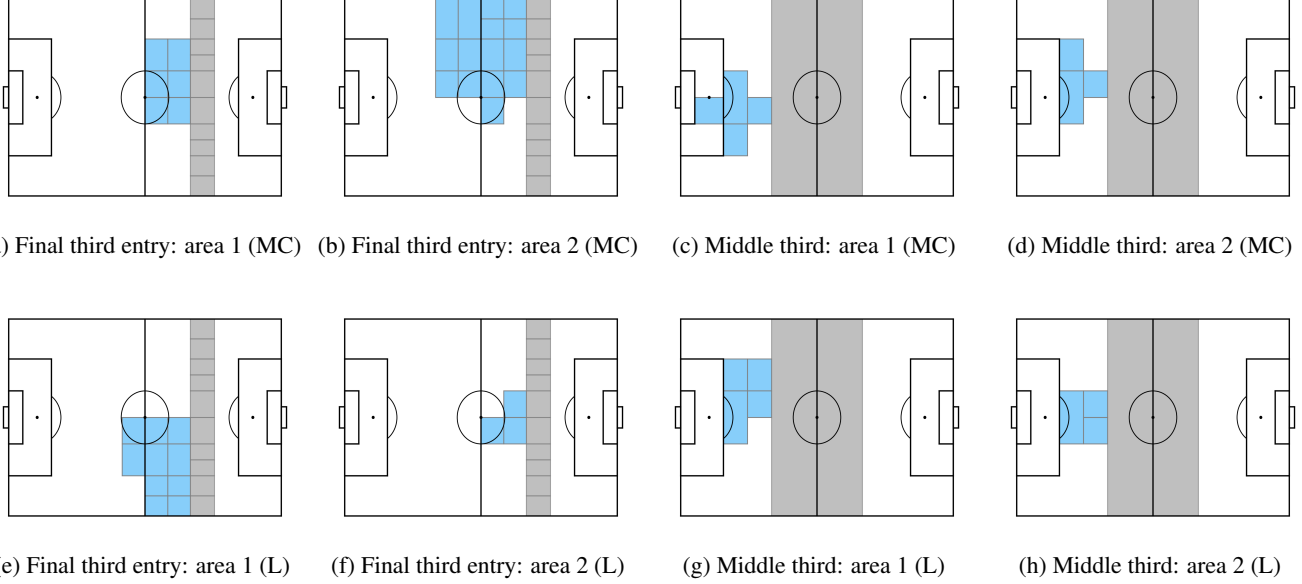 ) Final third entry: area 1 (MC) (b) Final third entry: area 2 (MC) (c) Middle third: area 1 (MC) (d) Middle third: area 2 (MC)
(e) Final third entry: area 1 (L) (f) Final third entry: area 2 (L) (g) Middle third: area 1 (L) (h) Middle third: area 2 (L)